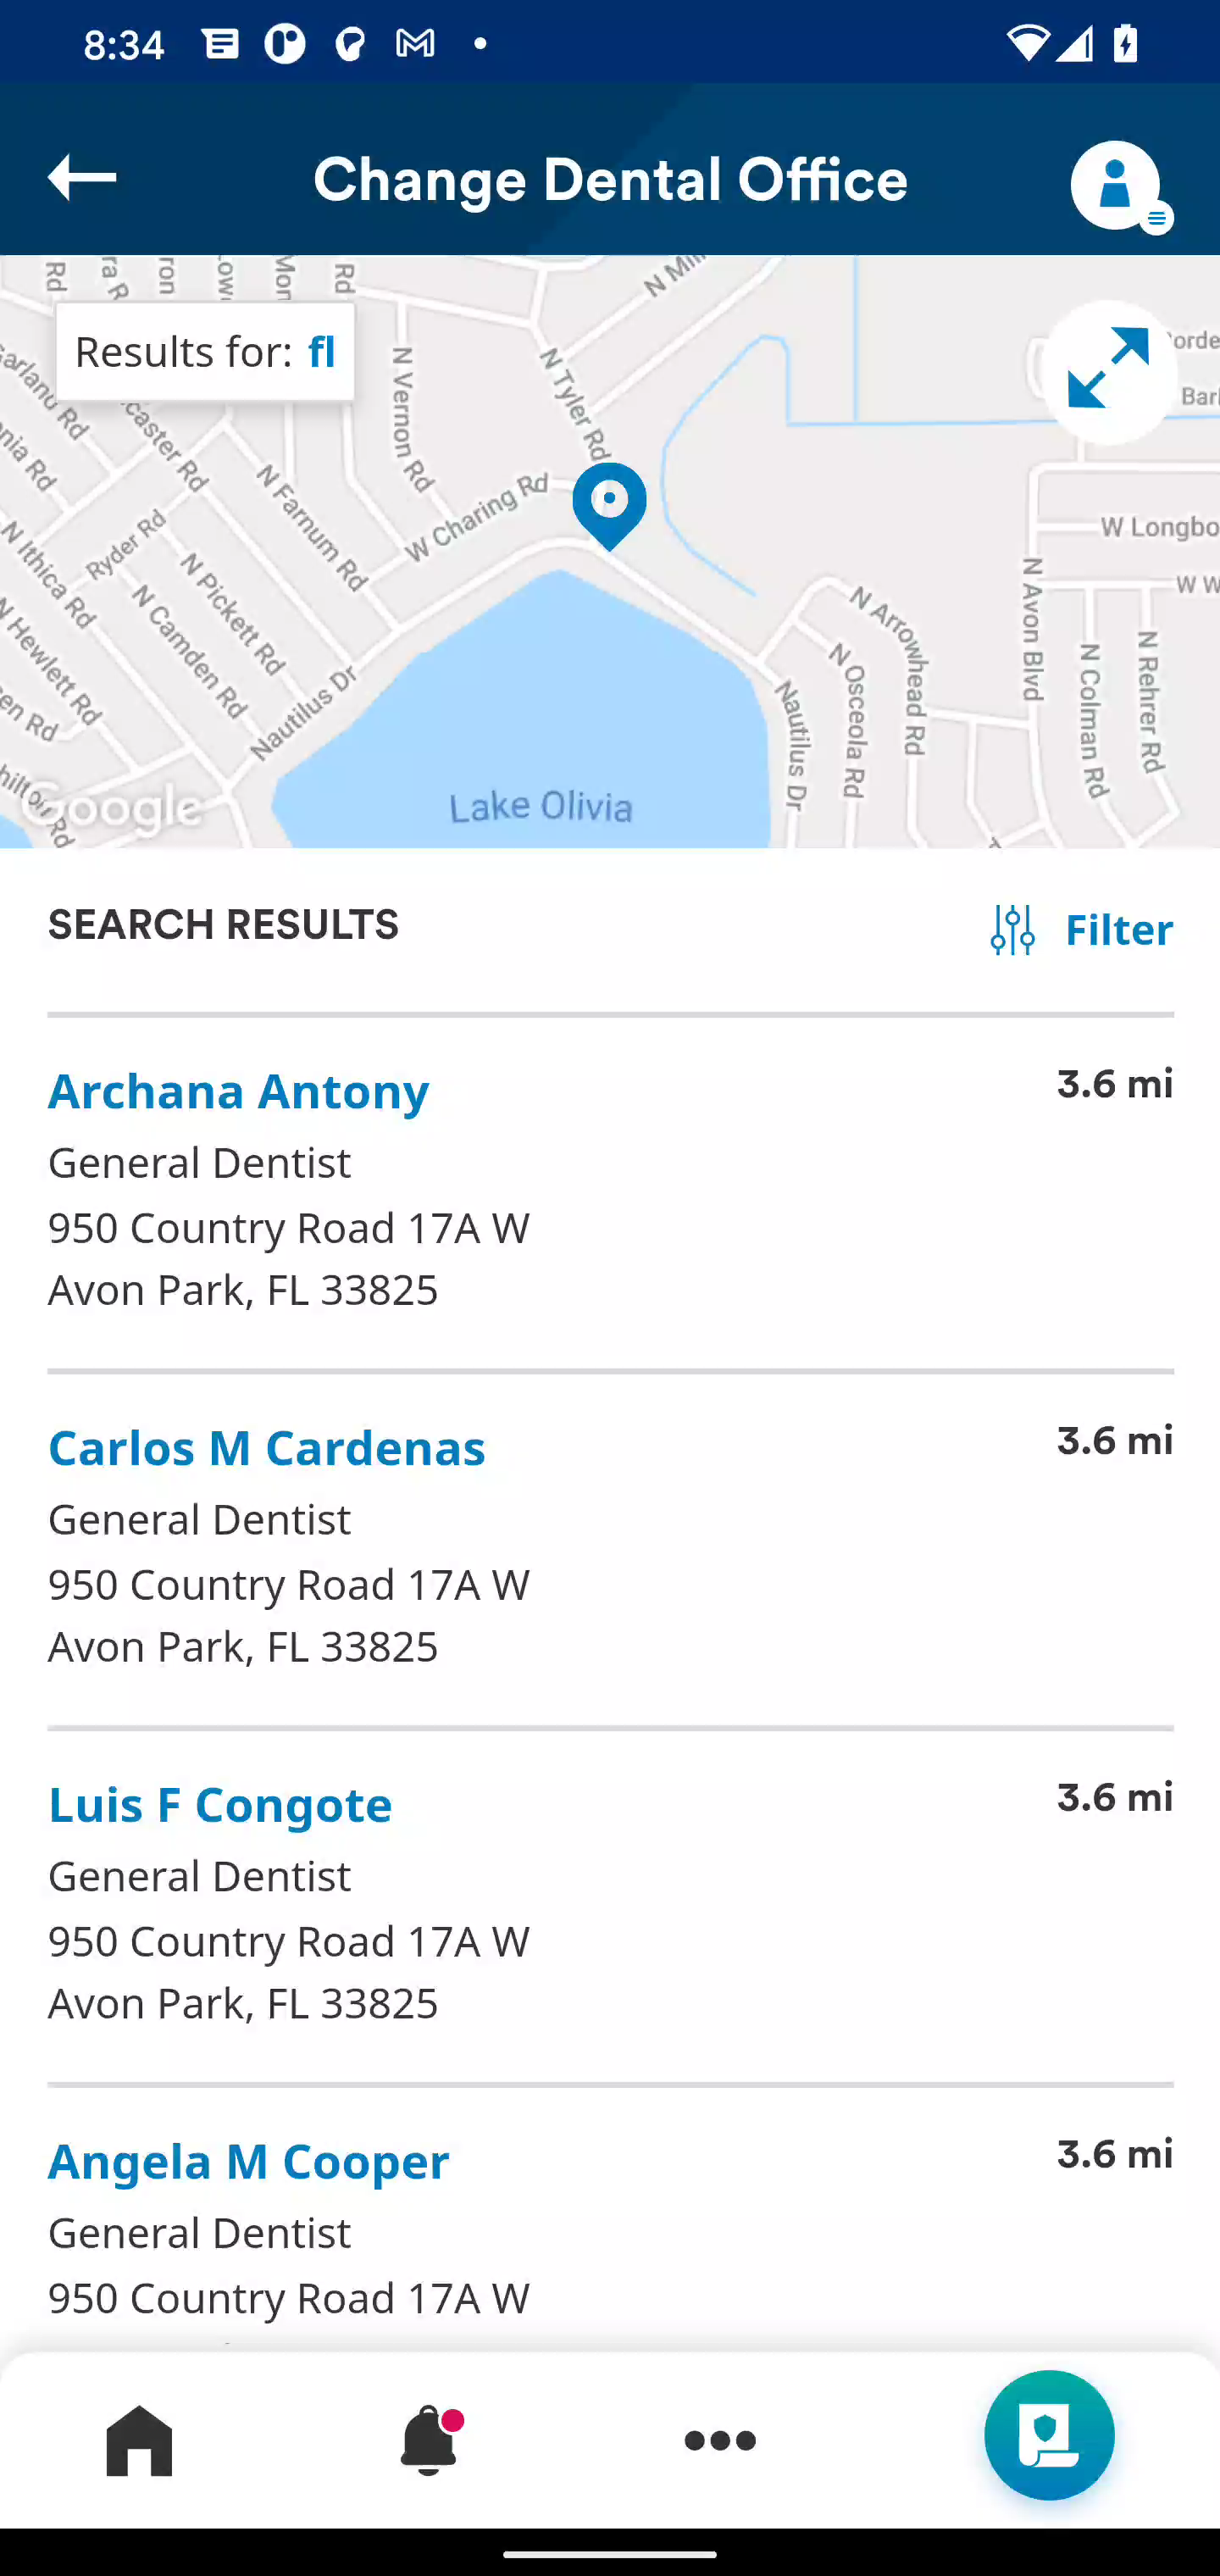 8:34
Change Dental Office
Results for: fl
N Vernon Rd
N Tyler Rd
W Charing Rd
N Farnum Rd
Ryder Rd
N Pickett Rd
N Camden Rd
N Ithica Rd
N Hewlett Rd
Nautilus Dr
N Arrowhead Rd
N Osceola Rd
Nautilus Dr
N Avon Blvd
N Colman Rd
N Rehrer Rd
W Longbo
Lake Olivia
Google
SEARCH RESULTS
Filter
Archana Antony
3.6 mi
General Dentist
950 Country Road 17A W
Avon Park, FL 33825
Carlos M Cardenas
3.6 mi
General Dentist
950 Country Road 17A W
Avon Park, FL 33825
Luis F Congote
3.6 mi
General Dentist
950 Country Road 17A W
Avon Park, FL 33825
Angela M Cooper
3.6 mi
General Dentist
950 Country Road 17A W